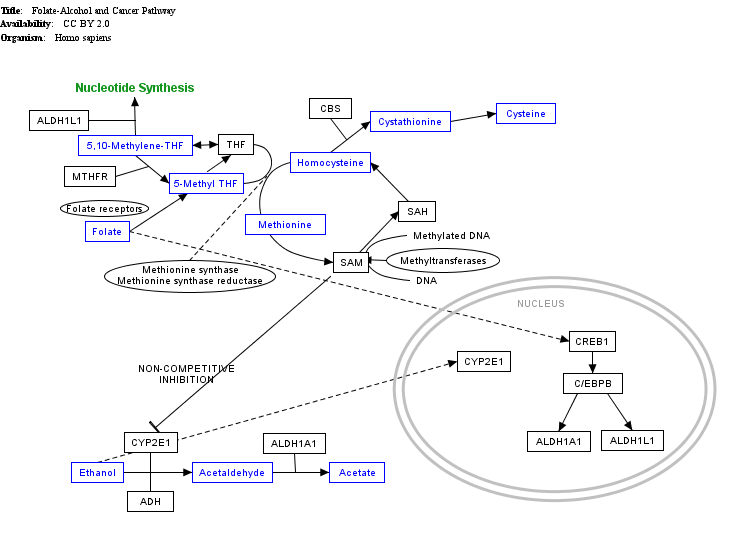 Title: Folate-Alcohol and Cancer Pathway
Availability: CC BY 2.0
Organism: Homo sapiens
Nucleotide Synthesis
ALDH1L1
CBS
Cystathionine
Cysteine
5,10-Methylene-THF
THF
Homocysteine
MTHFR
5-Methyl THF
Folate receptors
SAH
Folate
Methionine
Methylated DNA
SAM
Methyltransferases
Methionine synthase
Methionine synthase reductase
DNA
NUCLEUS
CREB1
CYP2E1
NON-COMPETITIVE
INHIBITION
C/EBPB
CYP2E1
ALDH1A1
ALDH1A1
ALDH1L1
Ethanol
Acetaldehyde
Acetate
ADH